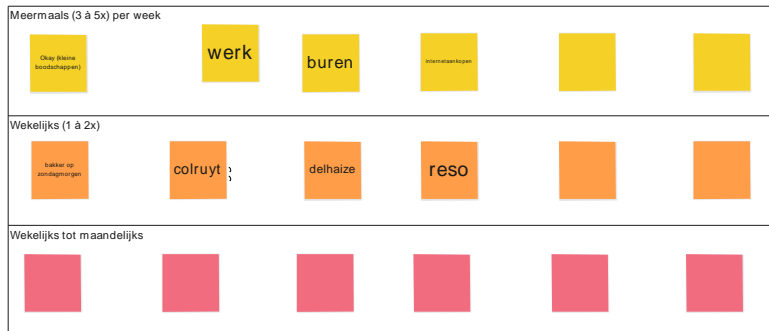 Meermaals (3 à 5x) per week
Okay (kleine
boodschappen)
werk
buren
internetaankopen
Wekelijks (1 à 2x)
bakker op
zondagmorgen
colruyt
delhaize
reso
Wekelijks tot maandelijks